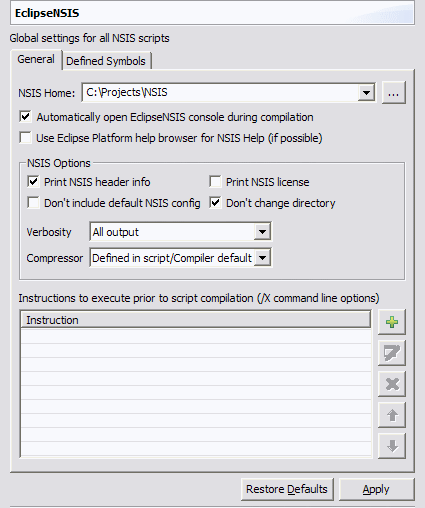 EclipseNSIS
Global settings for all NSIS scripts
General Defined Symbols
NSIS Home: C:\Projects\NSIS ...
Automatically open EclipseNSIS console during compilation
Use Eclipse Platform help browser for NSIS Help (if possible)
NSIS Options
Print NSIS header info Print NSIS license
Don't include default NSIS config Don't change directory
Verbosity All output
Compressor Defined in script/Compiler default
Instructions to execute prior to script compilation (/X command line options)
Instruction
Restore Defaults Apply